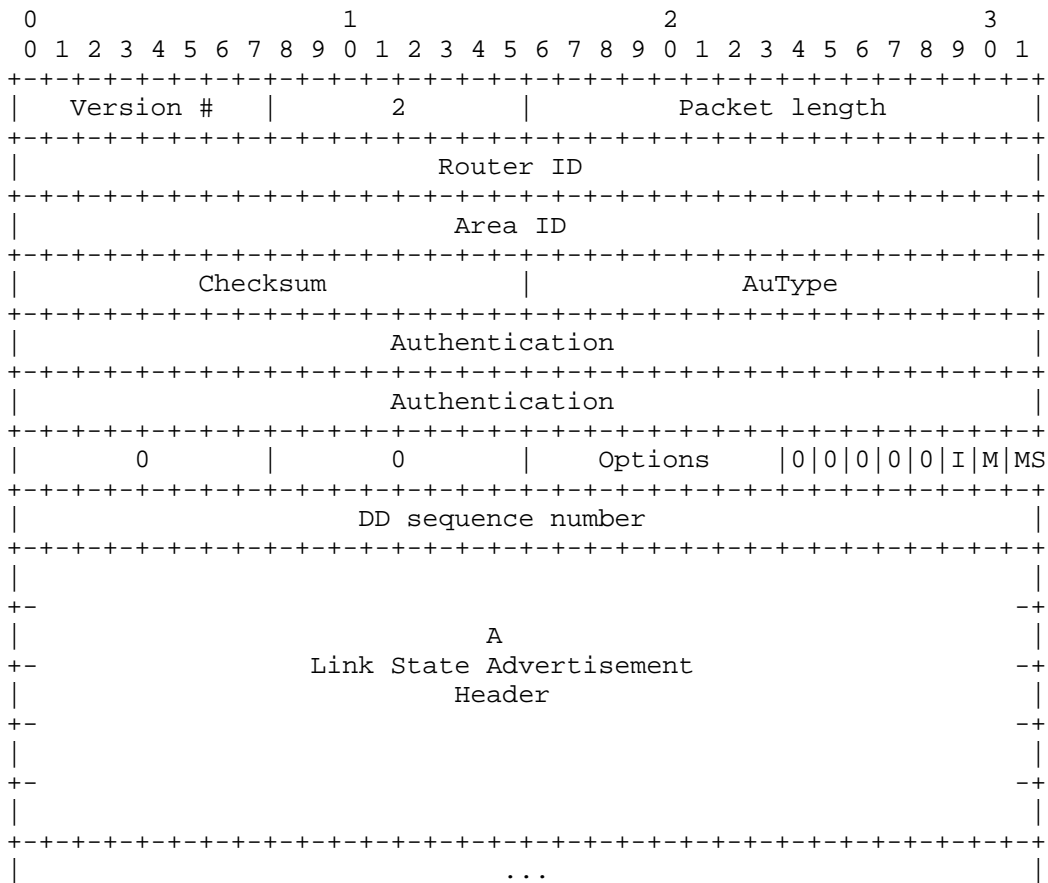 0                   1                   2                   3
 0 1 2 3 4 5 6 7 8 9 0 1 2 3 4 5 6 7 8 9 0 1 2 3 4 5 6 7 8 9 0 1
+-+-+-+-+-+-+-+-+-+-+-+-+-+-+-+-+-+-+-+-+-+-+-+-+-+-+-+-+-+-+-+-+
|   Version #   |       2       |         Packet length         |
+-+-+-+-+-+-+-+-+-+-+-+-+-+-+-+-+-+-+-+-+-+-+-+-+-+-+-+-+-+-+-+-+
|                          Router ID                            |
+-+-+-+-+-+-+-+-+-+-+-+-+-+-+-+-+-+-+-+-+-+-+-+-+-+-+-+-+-+-+-+-+
|                           Area ID                             |
+-+-+-+-+-+-+-+-+-+-+-+-+-+-+-+-+-+-+-+-+-+-+-+-+-+-+-+-+-+-+-+-+
|           Checksum            |             AuType            |
+-+-+-+-+-+-+-+-+-+-+-+-+-+-+-+-+-+-+-+-+-+-+-+-+-+-+-+-+-+-+-+-+
|                       Authentication                          |
+-+-+-+-+-+-+-+-+-+-+-+-+-+-+-+-+-+-+-+-+-+-+-+-+-+-+-+-+-+-+-+-+
|                       Authentication                          |
+-+-+-+-+-+-+-+-+-+-+-+-+-+-+-+-+-+-+-+-+-+-+-+-+-+-+-+-+-+-+-+-+
|       0       |       0       |    Options    |0|0|0|0|0|I|M|MS
+-+-+-+-+-+-+-+-+-+-+-+-+-+-+-+-+-+-+-+-+-+-+-+-+-+-+-+-+-+-+-+-+
|                     DD sequence number                        |
+-+-+-+-+-+-+-+-+-+-+-+-+-+-+-+-+-+-+-+-+-+-+-+-+-+-+-+-+-+-+-+-+
|                                                               |
+-                                                             -+
|                             A                                 |
+-                 Link State Advertisement                    -+
|                           Header                              |
+-                                                             -+
|                                                               |
+-                                                             -+
|                                                               |
+-+-+-+-+-+-+-+-+-+-+-+-+-+-+-+-+-+-+-+-+-+-+-+-+-+-+-+-+-+-+-+-+
|                              ...                              |